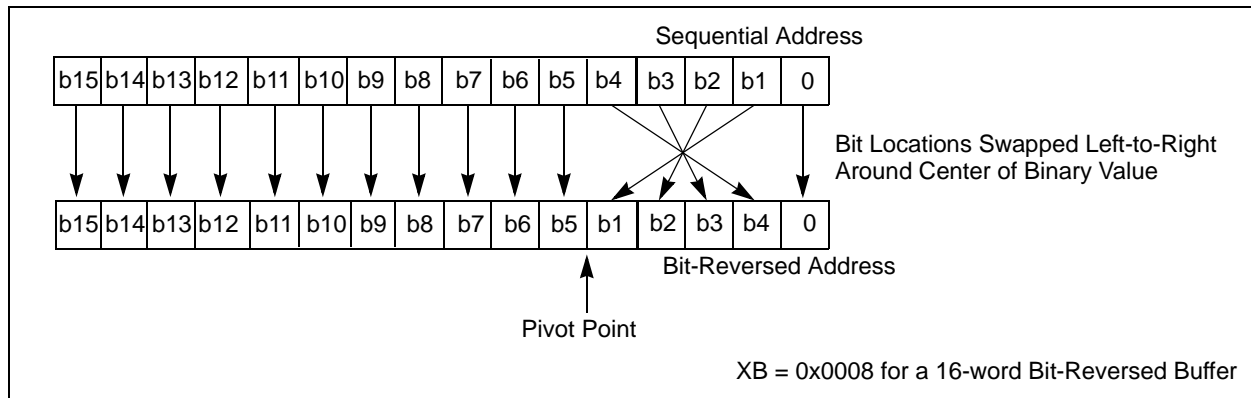 Sequential Address
b15 b14 b13 b12 b11 b10 b9 b8 b7 b6 b5 b4 b3 b2 b1 0
Bit Locations Swapped Left-to-Right
Around Center of Binary Value
b15 b14 b13 b12 b11 b10 b9 b8 b7 b6 b5 b1 b2 b3 b4 0
Bit-Reversed Address
Pivot Point
XB = 0x0008 for a 16-word Bit-Reversed Buffer